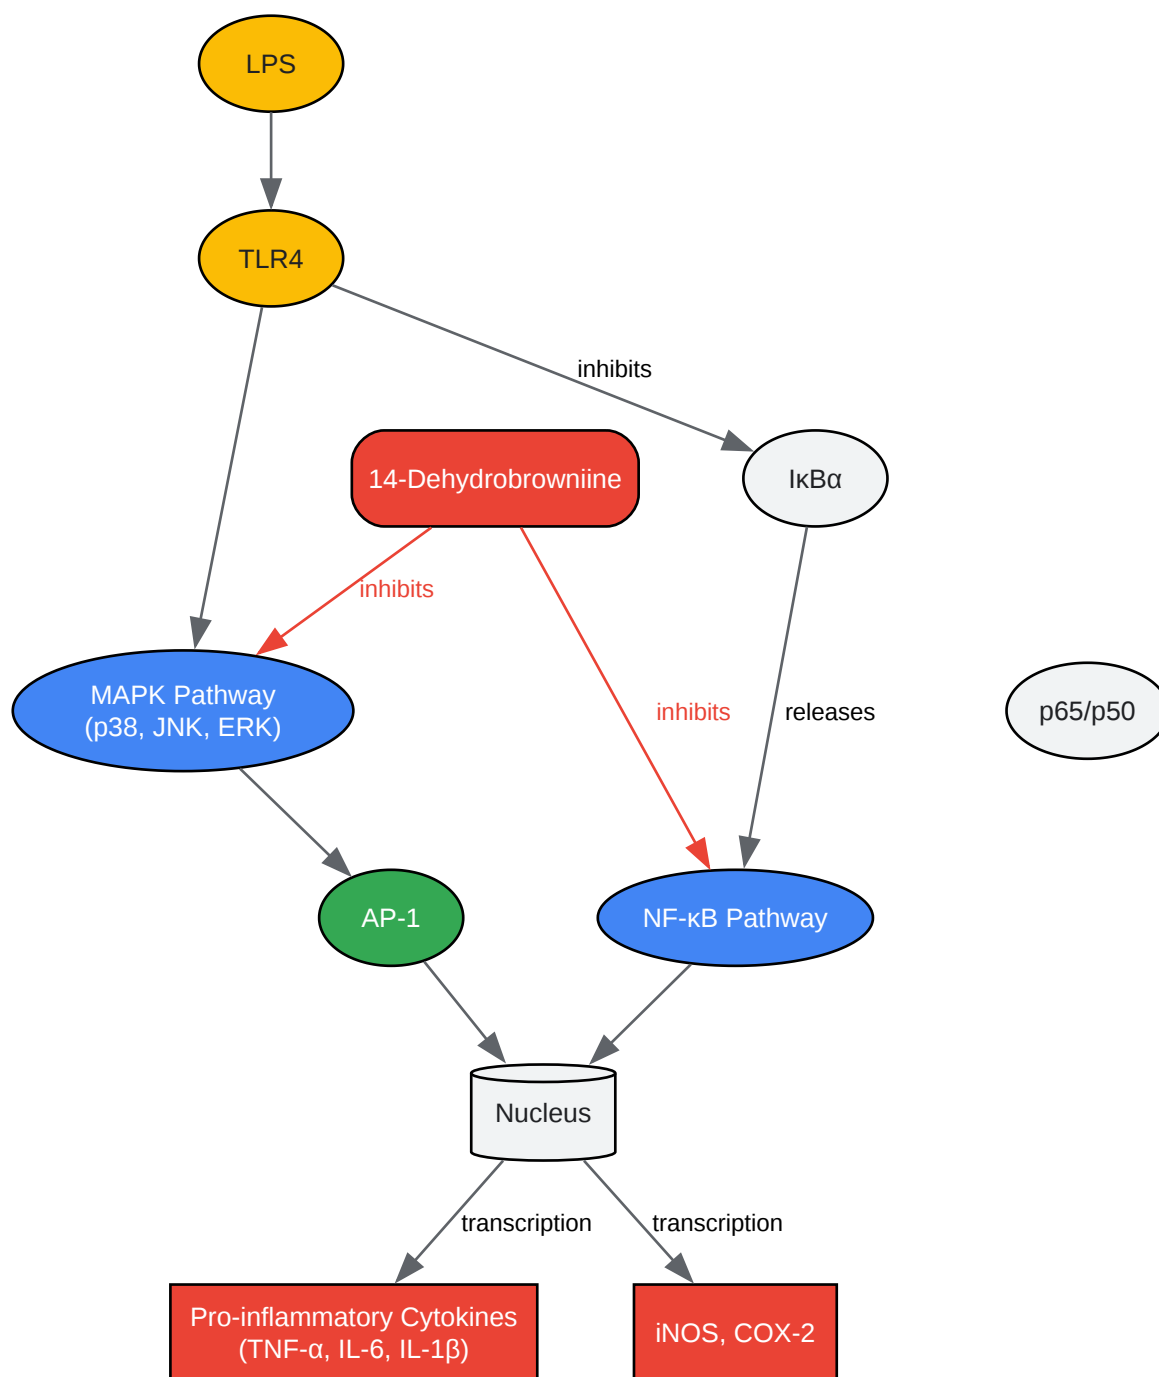 LPS
TLR4
inhibits
14-Dehydrobrowniine
IκBα
inhibits
MAPK Pathway
(p38, JNK, ERK)
inhibits
releases
p65/p50
AP-1
NF-κB Pathway
Nucleus
transcription
transcription
Pro-inflammatory Cytokines
(TNF-α, IL-6, IL-1β)
iNOS, COX-2